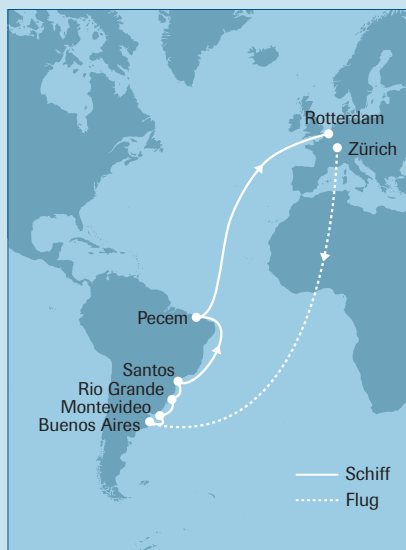 Rotterdam
Zürich
Pecem
Santos
Rio Grande
Montevideo
Buenos Aires
Schiff
Flug